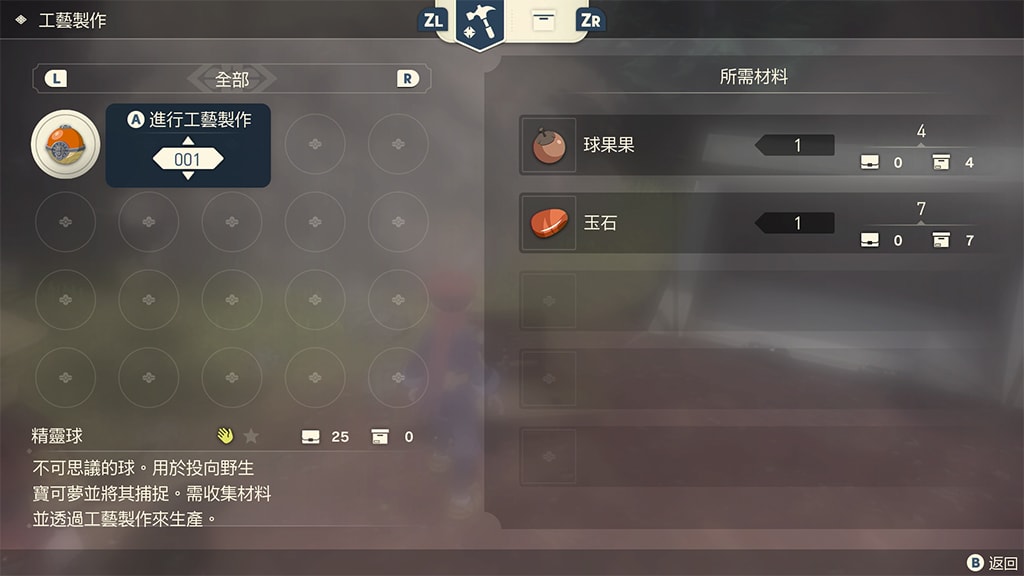 工藝製作
ZL
ZR
L
全部
R
A 進行工藝製作
001
精靈球
25
0
不可思議的球。用於投向野生
寶可夢並將其捕捉。需收集材料
並透過工藝製作來生產。
所需材料
球果果
1
4
0
4
玉石
1
7
0
7
B 返回